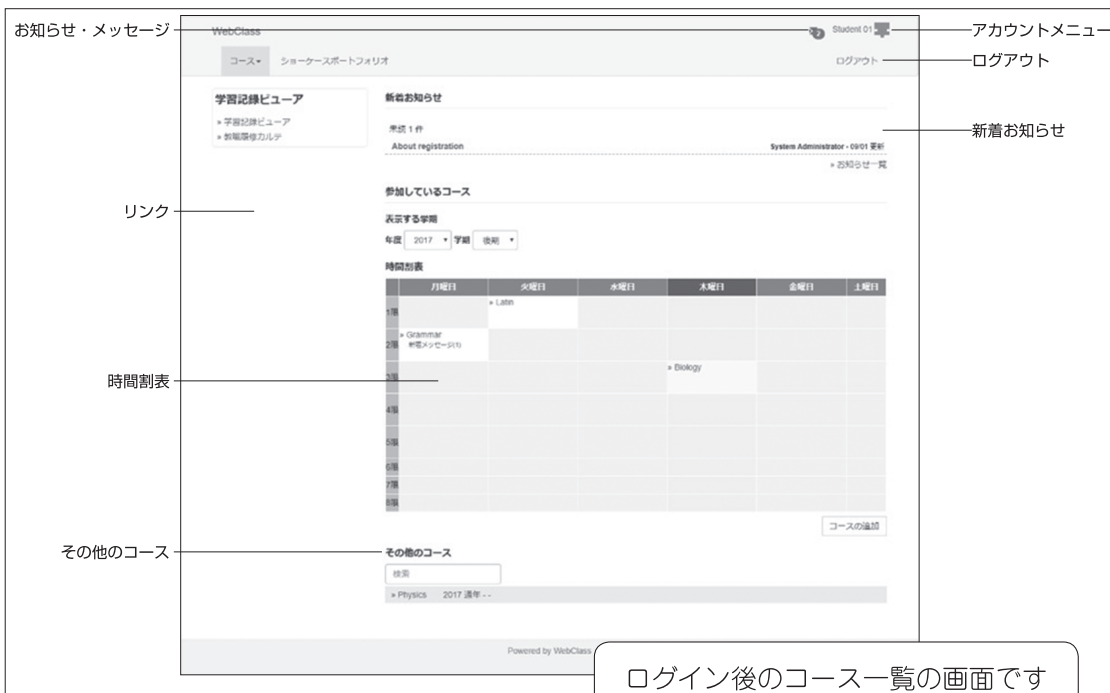 お知らせ・メッセージ
WebClass
Student 01
アカウントメニュー
コース
ショーケースポートフォリオ
ログアウト
ログアウト
学習記録ビューア
» 学習記録ビューア
» 教職履修カルテ
新着お知らせ
未読 1 件
About registration
System Administrator - 09/01 更新
» お知らせ一覧
新着お知らせ
リンク
参加しているコース
表示する学期
年度 2017 学期 後期
時間割表
月曜日 火曜日 水曜日 木曜日 金曜日 土曜日
1限
» Latin
2限
» Grammar
新着メッセージ(1)
3限
» Biology
時間割表
4限
5限
6限
7限
8限
コースの追加
その他のコース
その他のコース
検索
» Physics 2017 通年 - -
Powered by WebClass
ログイン後のコース一覧の画面です